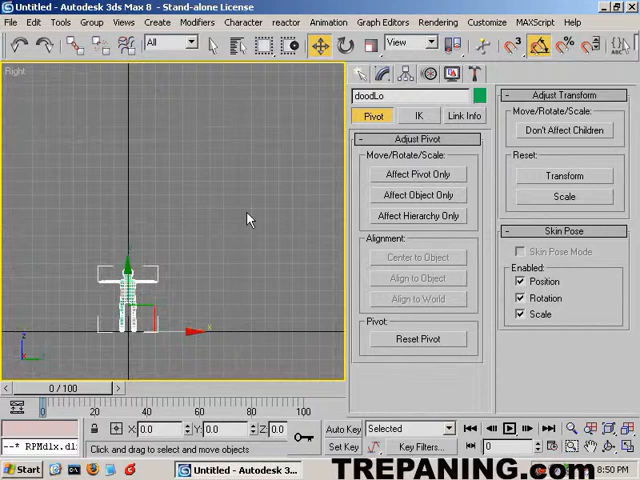 Untitled - Autodesk 3ds Max 8 - Stand-alone License
File Edit Tools Group Views Create Modifiers Character reactor Animation Graph Editors Rendering Customize MAXScript Help
All View
Right
doodLo
Pivot IK Link Info
- Adjust Pivot
Move/Rotate/Scale:
Affect Pivot Only
Affect Object Only
Affect Hierarchy Only
Alignment:
Center to Object
Align to Object
Align to World
Pivot:
Reset Pivot
- Adjust Transform
Move/Rotate/Scale:
Don't Affect Children
Reset:
Transform
Scale
- Skin Pose
Skin Pose Mode
Enabled:
Position
Rotation
Scale
z
x
0 / 100
0 20 40 60 80 100
X: 0.0 Y: 0.0 Z: 0.0
Auto Key Selected
Set Key Key Filters... 0
--* RPMdlx.dl:
Click and drag to select and move objects
Start Untitled - Autodesk 3... 8:50 PM
TREPANING.com